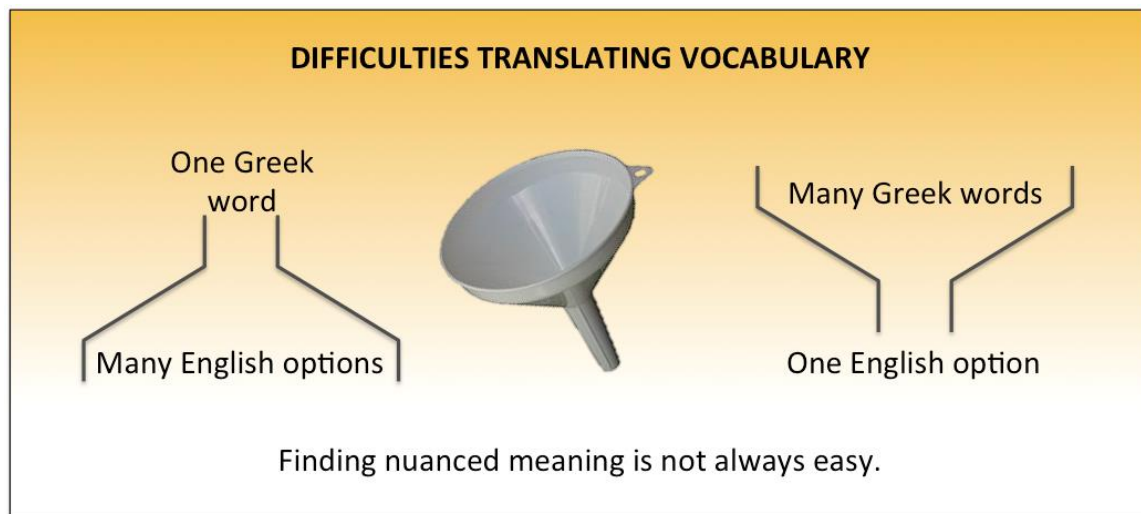 DIFFICULTIES TRANSLATING VOCABULARY
One Greek
word
Many English options
Many Greek words
One English option
Finding nuanced meaning is not always easy.